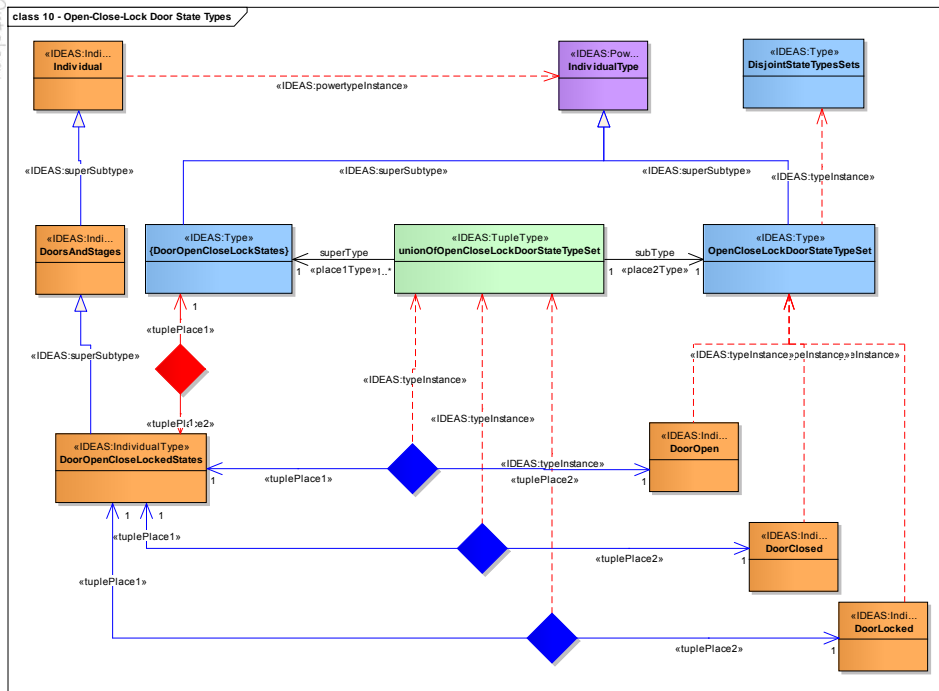 class 10 - Open-Close-Lock Door State Types
«IDEAS:Indi...
Individual
«IDEAS:Pow...
IndividualType
«IDEAS:Type»
DisjointStateTypesSets
«IDEAS:powertypeInstance»
«IDEAS:superSubtype»
«IDEAS:superSubtype»
«IDEAS:superSubtype»
«IDEAS:typeInstance»
«IDEAS:Indi...
DoorsAndStages
«IDEAS:Type»
{DoorOpenCloseLockStates}
«IDEAS:TupleType»
unionOfOpenCloseLockDoorStateTypeSet
«IDEAS:Type»
OpenCloseLockDoorStateTypeSet
superType
1 «place1Type» 1..*
subType
1 «place2Type» 1
1
«tuplePlace1»
«IDEAS:superSubtype»
«IDEAS:typeInstance»
«IDEAS:typeInstance»
«IDEAS:typeInstance»
«tuplePlace2»
1
«IDEAS:IndividualType»
DoorOpenCloseLockedStates
«IDEAS:typeInstance»
«IDEAS:Indi...
DoorOpen
«IDEAS:typeInstance»
1
«tuplePlace1»
«tuplePlace2»
1
1
1
«tuplePlace1»
«IDEAS:Indi...
DoorClosed
«tuplePlace2»
1
«tuplePlace1»
«IDEAS:Indi...
DoorLocked
«tuplePlace2»
1